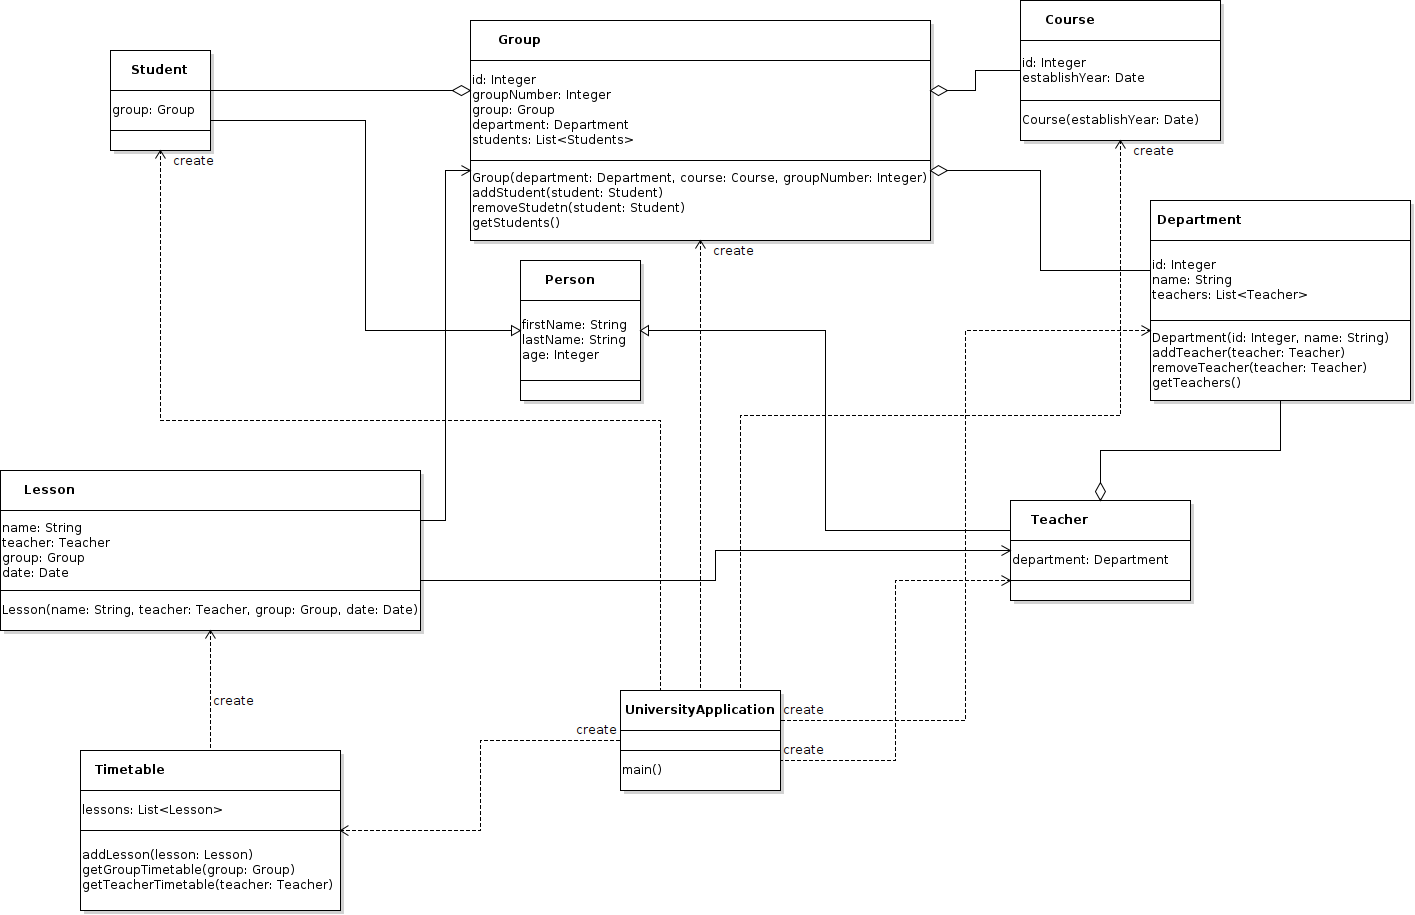 Student
group: Group
create
Group
id: Integer
groupNumber: Integer
group: Group
department: Department
students: List<Students>
Group(department: Department, course: Course, groupNumber: Integer)
addStudent(student: Student)
removeStudetn(student: Student)
getStudents()
create
Course
id: Integer
establishYear: Date
Course(establishYear: Date)
create
Department
id: Integer
name: String
teachers: List<Teacher>
Department(id: Integer, name: String)
addTeacher(teacher: Teacher)
removeTeacher(teacher: Teacher)
getTeachers()
Person
firstName: String
lastName: String
age: Integer
Lesson
name: String
teacher: Teacher
group: Group
date: Date
Lesson(name: String, teacher: Teacher, group: Group, date: Date)
create
Teacher
department: Department
UniversityApplication
main()
create
create
create
Timetable
lessons: List<Lesson>
addLesson(lesson: Lesson)
getGroupTimetable(group: Group)
getTeacherTimetable(teacher: Teacher)